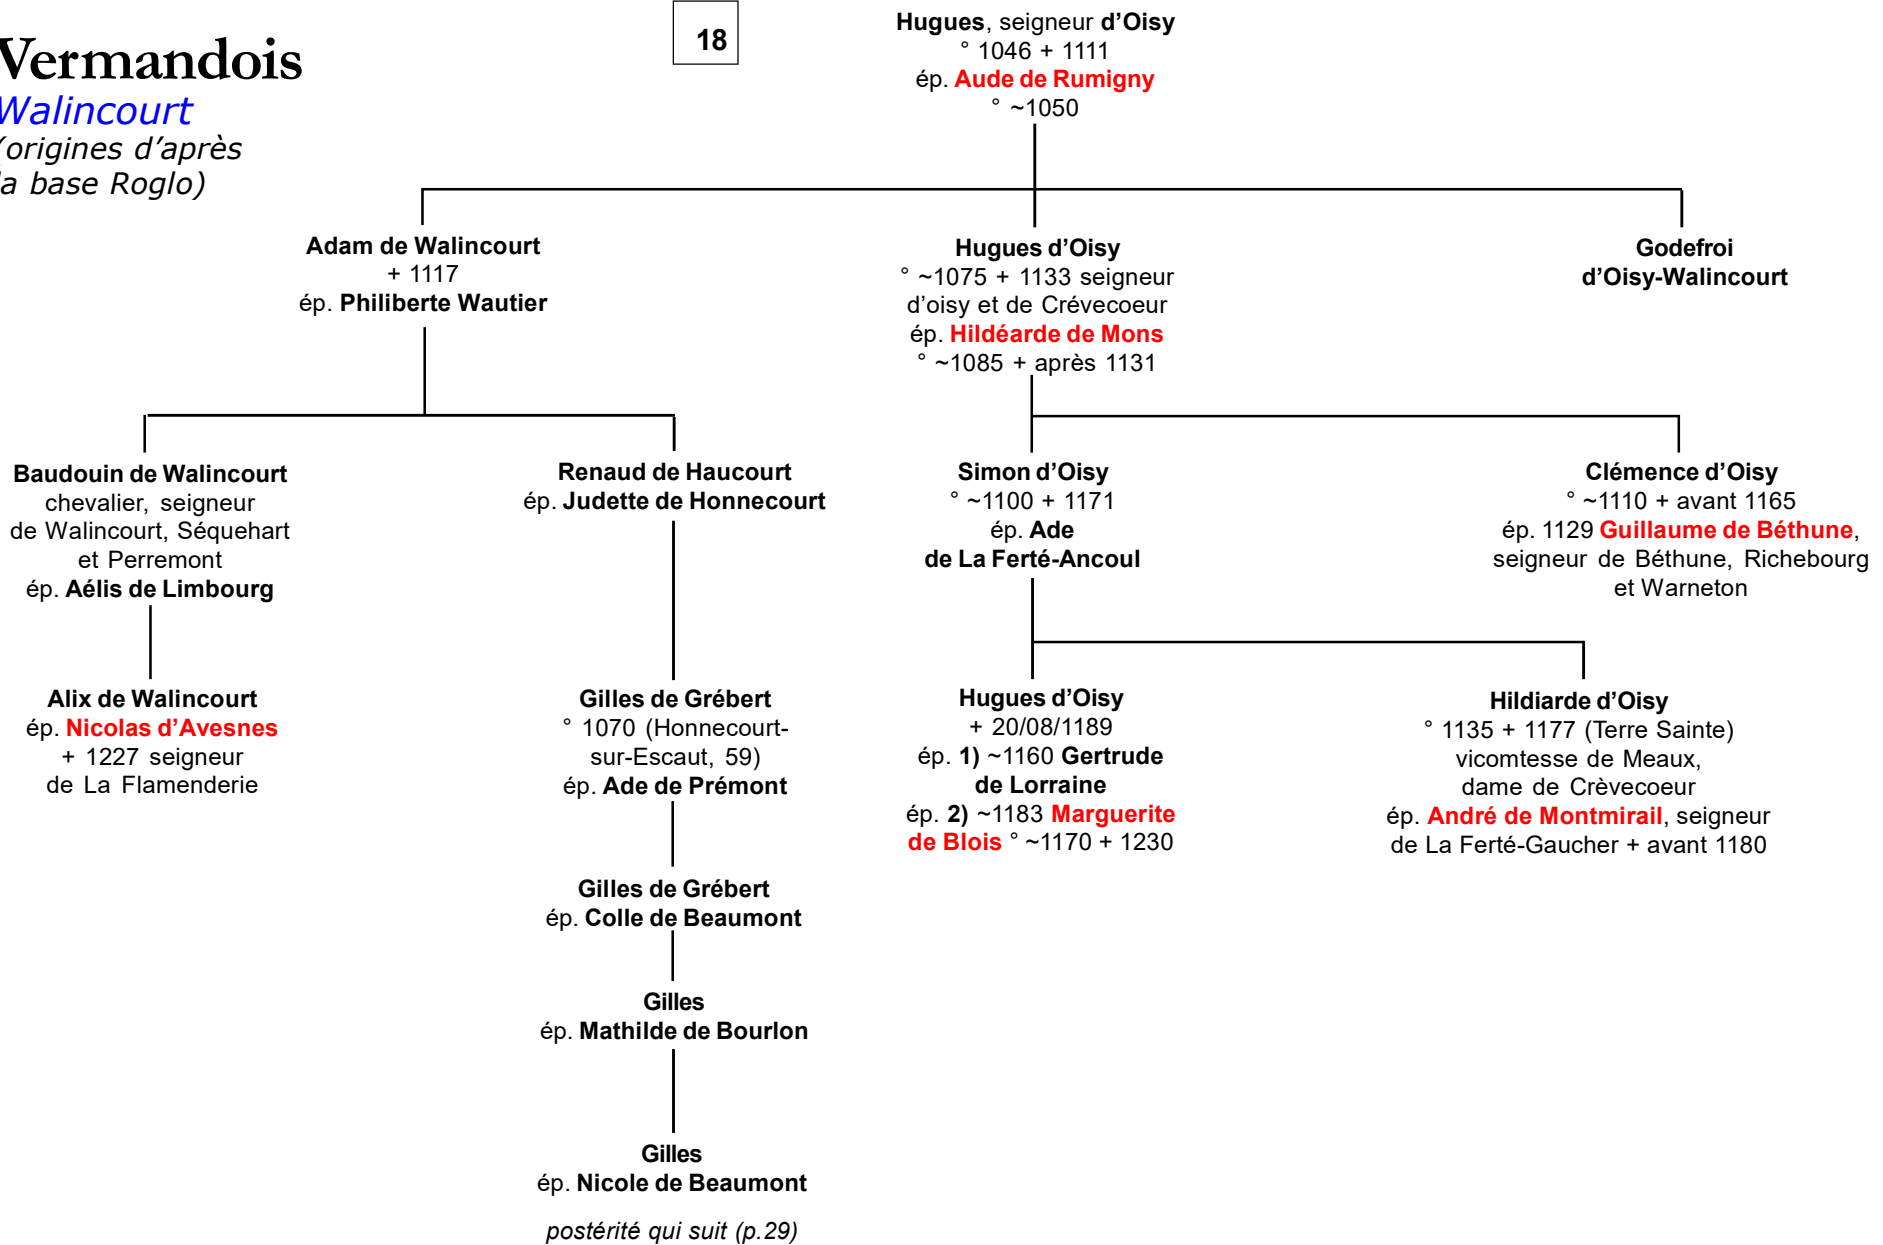 Vermandois
Walincourt
(origines d’après
la base Roglo)
18
Hugues, seigneur d’Oisy
° 1046 + 1111
ép. Aude de Rumigny
° ~1050
Adam de Walincourt
+ 1117
ép. Philiberte Wautier
Hugues d’Oisy
° ~1075 + 1133 seigneur
d’oisy et de Crévecoeur
ép. Hildéarde de Mons
° ~1085 + après 1131
Godefroi
d’Oisy-Walincourt
Baudouin de Walincourt
chevalier, seigneur
de Walincourt, Séquehart
et Perremont
ép. Aélis de Limbourg
Renaud de Haucourt
ép. Judette de Honnecourt
Simon d’Oisy
° ~1100 + 1171
ép. Ade
de La Ferté-Ancoul
Clémence d’Oisy
° ~1110 + avant 1165
ép. 1129 Guillaume de Béthune,
seigneur de Béthune, Richebourg
et Warneton
Alix de Walincourt
ép. Nicolas d’Avesnes
+ 1227 seigneur
de La Flamenderie
Gilles de Grébert
° 1070 (Honnecourt-
sur-Escaut, 59)
ép. Ade de Prémont
Hugues d’Oisy
+ 20/08/1189
ép. 1) ~1160 Gertrude
de Lorraine
ép. 2) ~1183 Marguerite
de Blois ° ~1170 + 1230
Hildiarde d’Oisy
° 1135 + 1177 (Terre Sainte)
vicomtesse de Meaux,
dame de Crèvecoeur
ép. André de Montmirail, seigneur
de La Ferté-Gaucher + avant 1180
Gilles de Grébert
ép. Colle de Beaumont
Gilles
ép. Mathilde de Bourlon
Gilles
ép. Nicole de Beaumont
postérité qui suit (p.29)